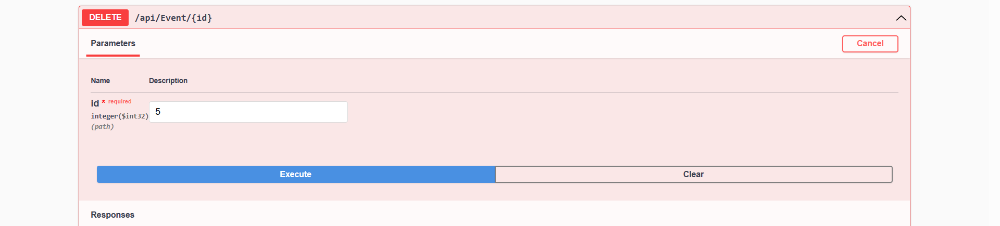 DELETE /api/Event/{id}
Parameters
Cancel
Name Description
id * required
integer($int32)
(path)
5
Execute Clear
Responses